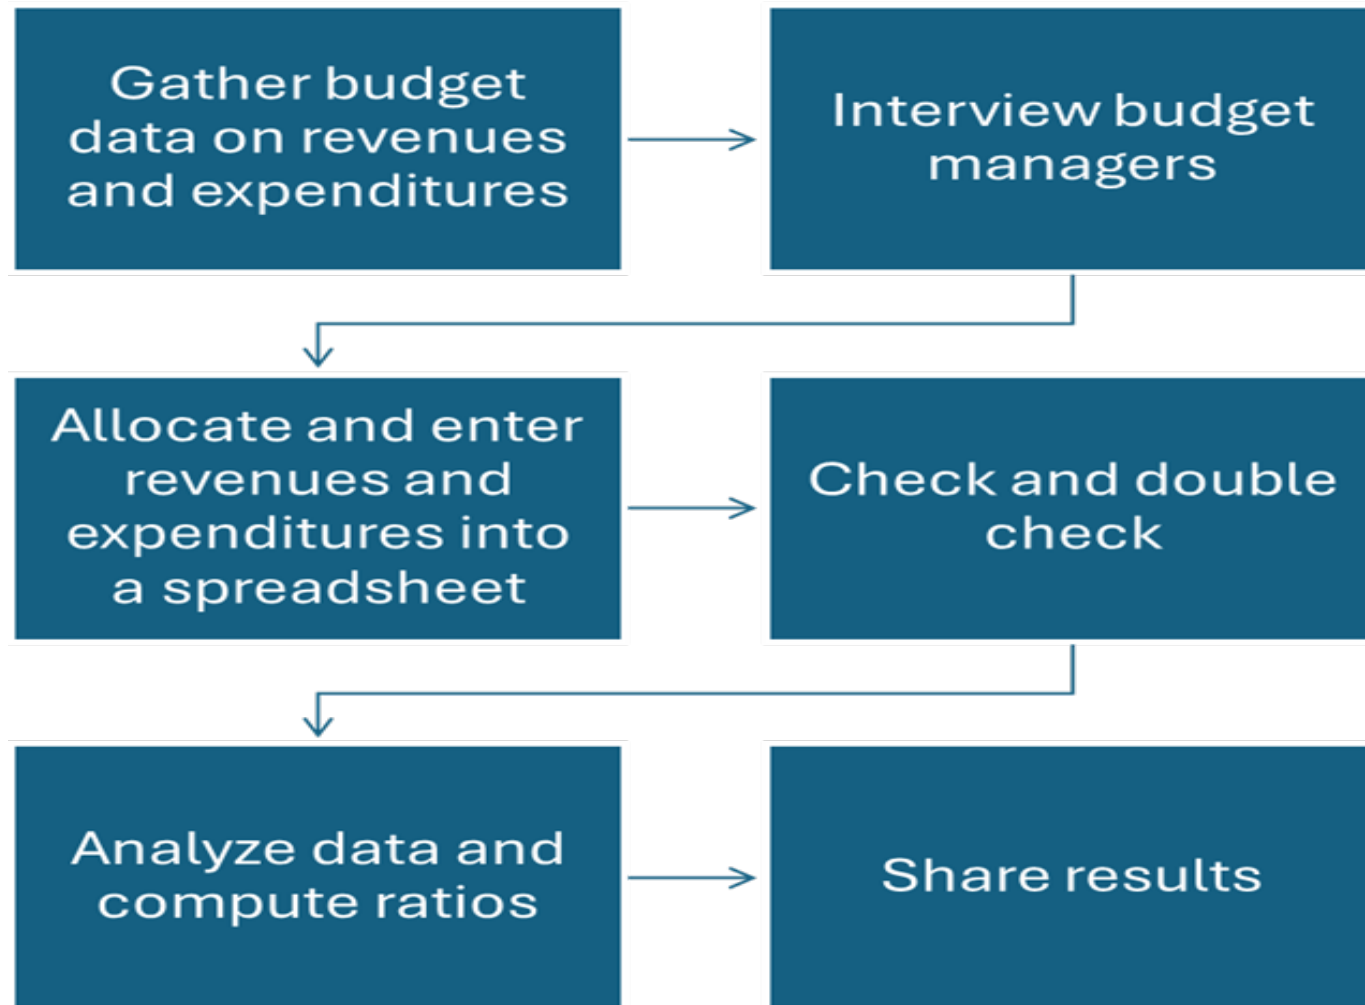 Gather budget
data on revenues
and expenditures
Interview budget
managers
Allocate and enter
revenues and
expenditures into
a spreadsheet
Check and double
check
Analyze data and
compute ratios
Share results